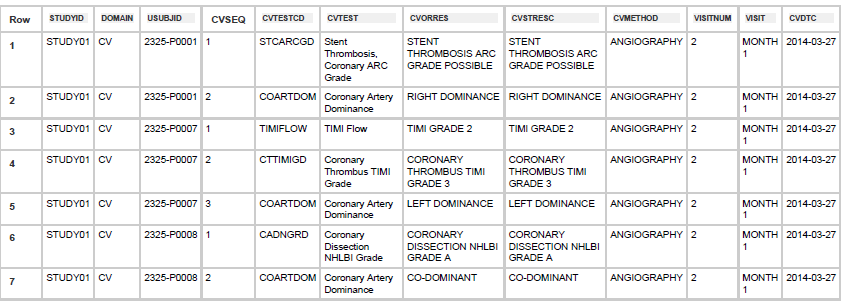 Row STUDYID DOMAIN USUBJID CVSEQ CVTESTCD CVTEST CVORRES CVSTRESC CVMETHOD VISITNUM VISIT CVDTC
1 STUDY01 CV 2325-P0001 1 STCARCGD Stent STENT STENT ANGIOGRAPHY 2 MONTH 2014-03-27
Thrombosis, THROMBOSIS ARC THROMBOSIS ARC 1
Coronary ARC GRADE POSSIBLE GRADE POSSIBLE
Grade
2 STUDY01 CV 2325-P0001 2 COARTDOM Coronary Artery RIGHT DOMINANCE RIGHT DOMINANCE ANGIOGRAPHY 2 MONTH 2014-03-27
Dominance 1
3 STUDY01 CV 2325-P0007 1 TIMIFLOW TIMI Flow TIMI GRADE 2 TIMI GRADE 2 ANGIOGRAPHY 2 MONTH 2014-03-27
1
4 STUDY01 CV 2325-P0007 2 CTTIMIGD Coronary CORONARY CORONARY ANGIOGRAPHY 2 MONTH 2014-03-27
Thrombus TIMI THROMBUS TIMI THROMBUS TIMI 1
Grade GRADE 3 GRADE 3
5 STUDY01 CV 2325-P0007 3 COARTDOM Coronary Artery LEFT DOMINANCE LEFT DOMINANCE ANGIOGRAPHY 2 MONTH 2014-03-27
Dominance 1
6 STUDY01 CV 2325-P0008 1 CADNGRD Coronary CORONARY CORONARY ANGIOGRAPHY 2 MONTH 2014-03-27
Dissection DISSECTION NHLBI DISSECTION NHLBI 1
NHLBI Grade GRADE A GRADE A
7 STUDY01 CV 2325-P0008 2 COARTDOM Coronary Artery CO-DOMINANT CO-DOMINANT ANGIOGRAPHY 2 MONTH 2014-03-27
Dominance 1